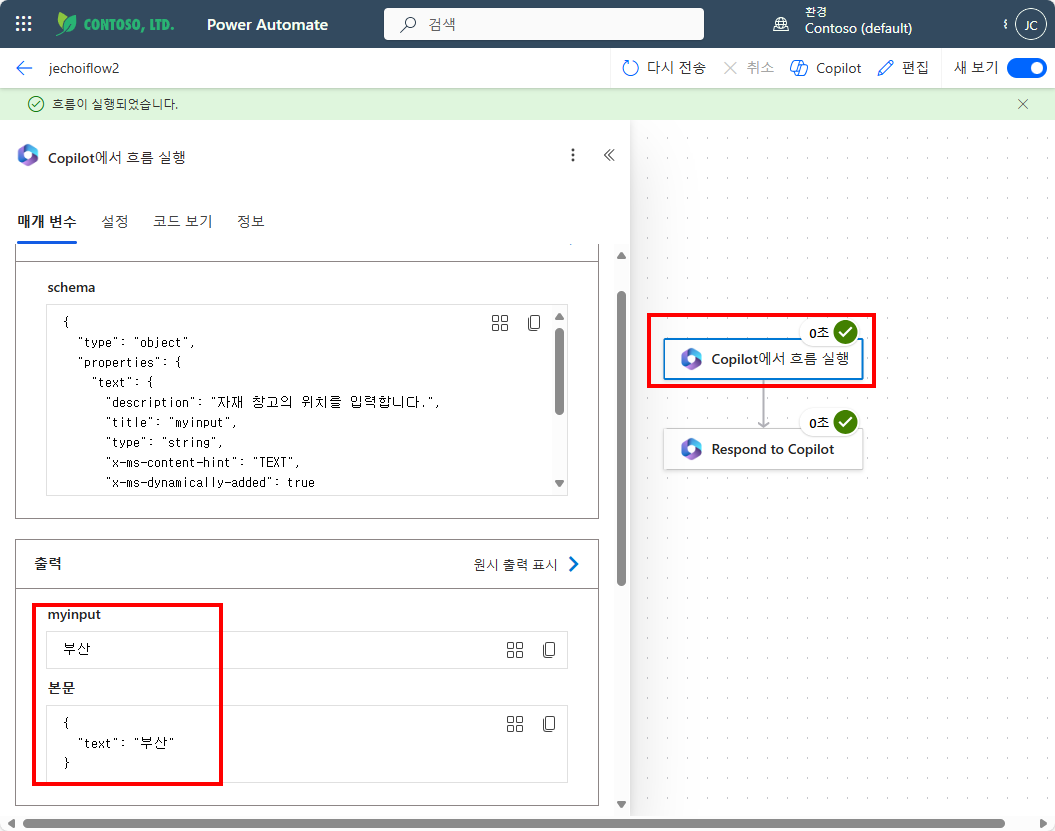 CONTOSO, LTD.
Power Automate
검색
환경
Contoso (default)
JC
jechoiflow2
다시 전송
취소
Copilot
편집
새 보기
흐름이 실행되었습니다.
Copilot에서 흐름 실행
매개 변수
설정
코드 보기
정보
schema
{
"type": "object",
"properties": {
"text": {
"description": "자재 창고의 위치를 입력합니다.",
"title": "myinput",
"type": "string",
"x-ms-content-hint": "TEXT",
"x-ms-dynamically-added": true
출력
원시 출력 표시
myinput
부산
본문
{
"text": "부산"
}
0초
Copilot에서 흐름 실행
0초
Respond to Copilot